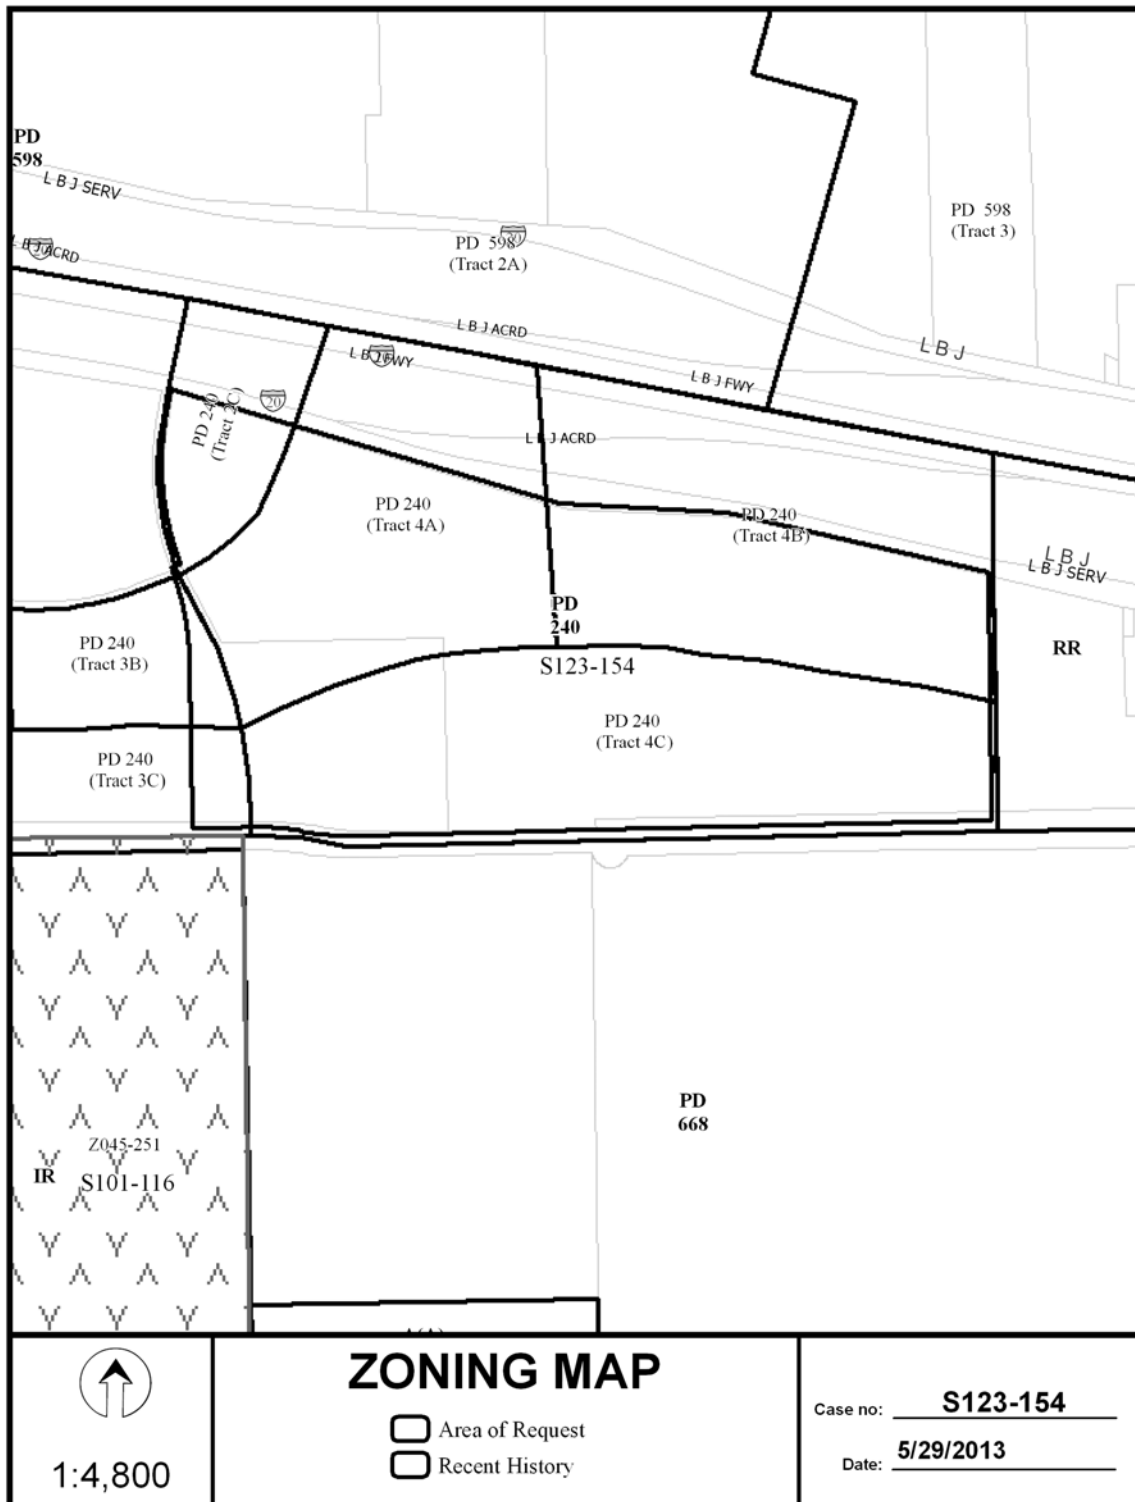 PD
598
L B J SERV
L B J ACRD
20
PD 598
(Tract 2A)
PD 598
(Tract 3)
L B J ACRD
L B J FWY
L B J FWY
L B J
20
PD 240
(Tract 2C)
L B J ACRD
PD 240
(Tract 4A)
PD 240
(Tract 4B)
L B J
L B J SERV
PD
240
S123-154
RR
PD 240
(Tract 3B)
PD 240
(Tract 4C)
PD 240
(Tract 3C)
PD
668
Z045-251
IR
S101-116
ZONING MAP
Area of Request
Recent History
1:4,800
Case no: S123-154
Date: 5/29/2013